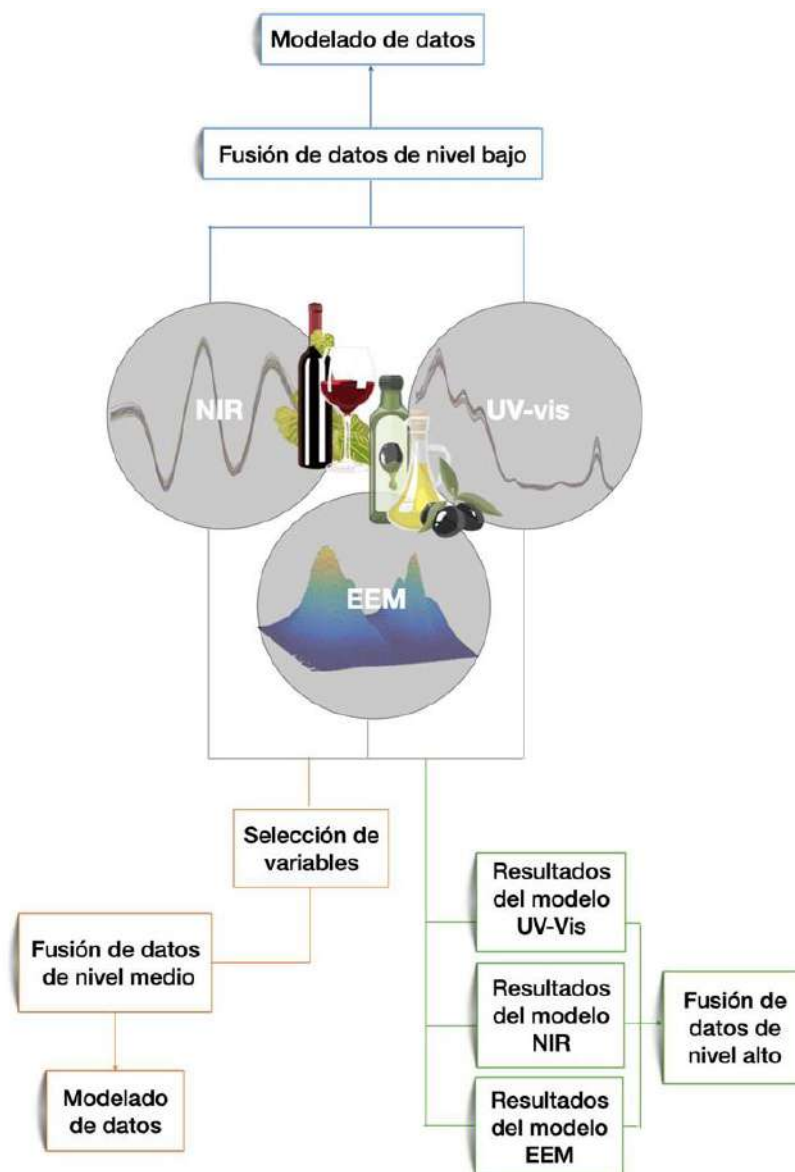 Modelado de datos
Fusión de datos de nivel bajo
NIR
UV-vis
EEM
Selección de
variables
Fusión de datos
de nivel medio
Modelado
de datos
Resultados
del modelo
UV-Vis
Resultados
del modelo
NIR
Resultados
del modelo
EEM
Fusión de
datos de
nivel alto